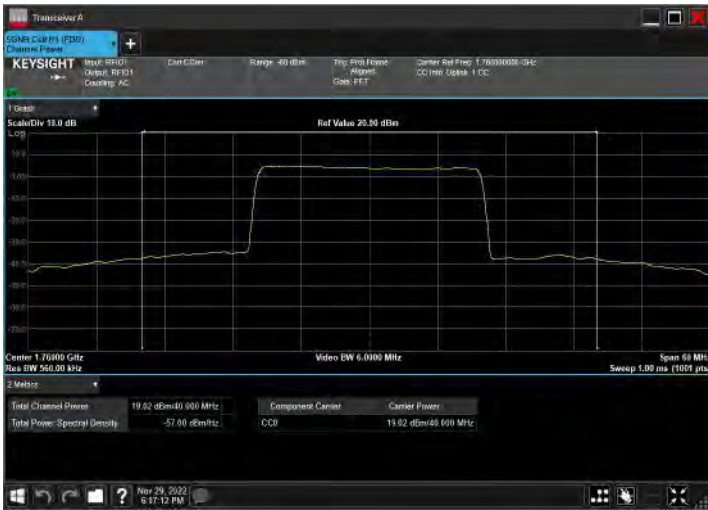 Transceiver A
5GNR Cell #1 (FDD)
Channel Power
+
KEYSIGHT
Input: RFIO1
Output: RFIO1
Coupling: AC
Corr CCorr
Range: -60 dBm
Trig: Prot Frame
Aligned
Gate: FFT
Carrier Ref Freq: 1.760000000 GHz
CC Info: Uplink, 1 CC
1 Graph
Scale/Div 10.0 dB
Ref Value 20.00 dBm
Log
Center 1.76000 GHz
Video BW 6.0000 MHz
Span 60 MHz
Res BW 560.00 kHz
Sweep 1.00 ms (1001 pts
2 Metrics
Total Channel Power 19.02 dBm/40.000 MHz
Total Power Spectral Density -57.00 dBm/Hz
Component Carrier Carrier Power
CC0 19.02 dBm/40.000 MHz
?
Nov 29, 2022
6:17:12 PM